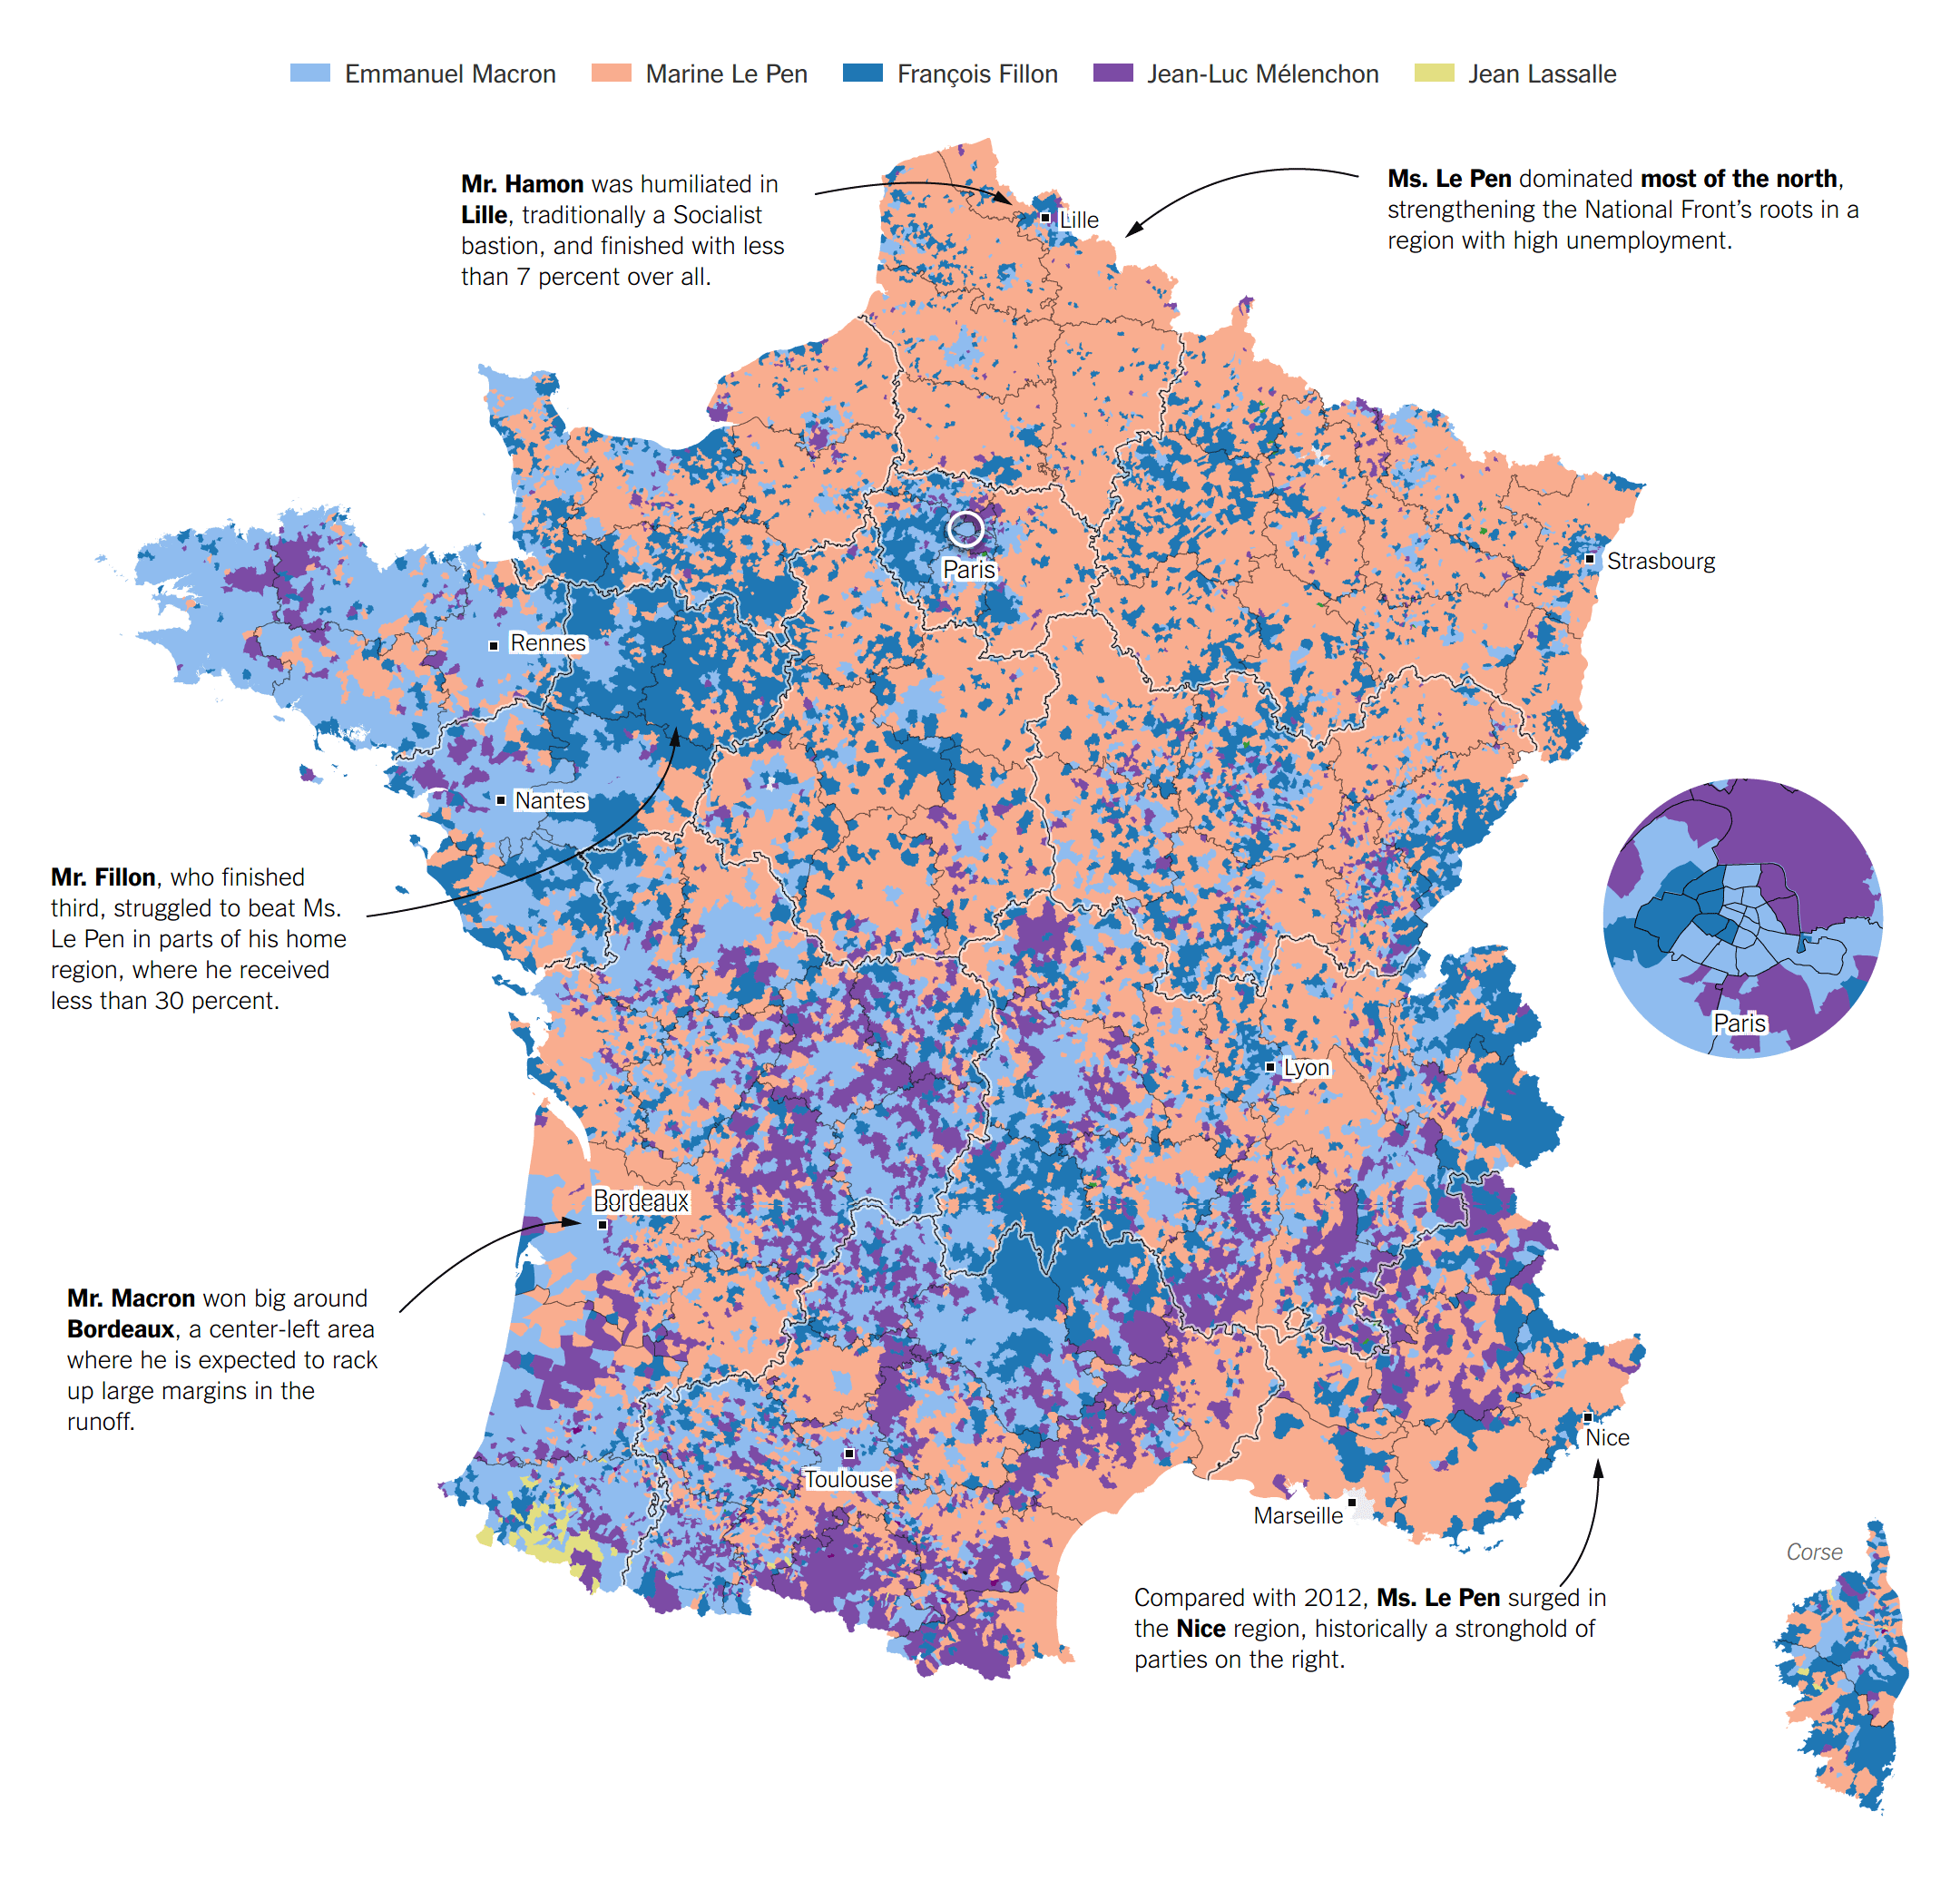 Emmanuel Macron
Marine Le Pen
François Fillon
Jean-Luc Mélenchon
Jean Lassalle
Mr. Hamon was humiliated in
Lille, traditionally a Socialist
bastion, and finished with less
than 7 percent over all.
Ms. Le Pen dominated most of the north,
strengthening the National Front’s roots in a
region with high unemployment.
Lille
Paris
Strasbourg
Rennes
Nantes
Mr. Fillon, who finished
third, struggled to beat Ms.
Le Pen in parts of his home
region, where he received
less than 30 percent.
Paris
Lyon
Bordeaux
Mr. Macron won big around
Bordeaux, a center-left area
where he is expected to rack
up large margins in the
runoff.
Nice
Toulouse
Marseille
Corse
Compared with 2012, Ms. Le Pen surged in
the Nice region, historically a stronghold of
parties on the right.